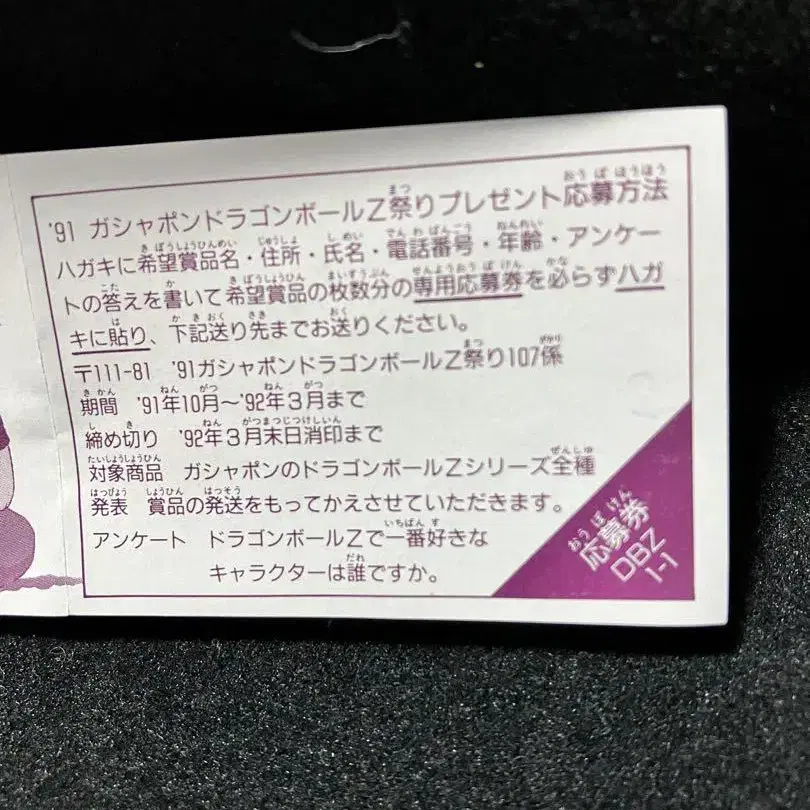 '91 ガシャポンドラゴンボールZ祭りプレゼント応募方法
ハガキに希望賞品名・住所・氏名・電話番号・年齢・アンケー
トの答えを書いて希望賞品の枚数分の専用応募券を必らずハガ
キに貼り、下記送り先までお送りください。
〒111-81 '91ガシャポンドラゴンボールZ祭り107係
期間 '91年10月～'92年3月まで
締め切り '92年3月末日消印まで
対象商品 ガシャポンのドラゴンボールZシリーズ全種
発表 賞品の発送をもってかえさせていただきます。
アンケート ドラゴンボールZで一番好きな
キャラクターは誰ですか。
応募券
DBZ
1-1